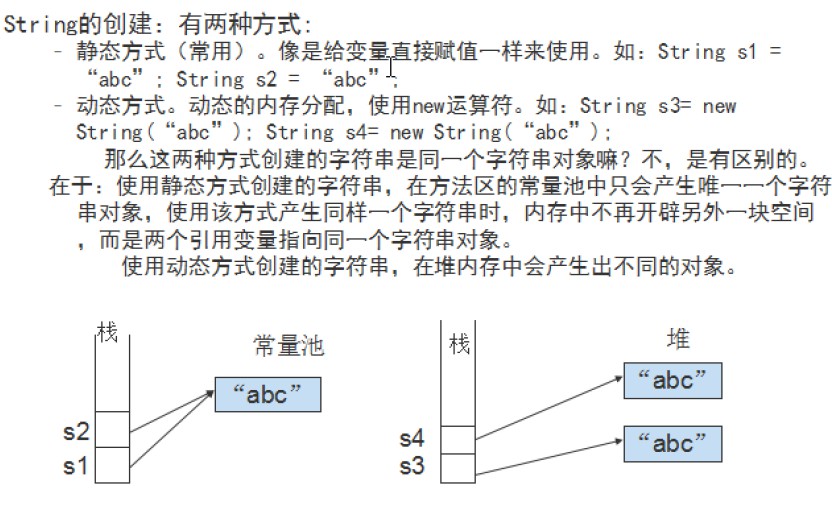 String的创建: 有两种方式:
- 静态方式（常用）。像是给变量直接赋值一样来使用。如: String s1 =
“abc”; String s2 = “abc”;
- 动态方式。动态的内存分配，使用new运算符。如: String s3= new
String(“abc”); String s4= new String(“abc”);
那么这两种方式创建的字符串是同一个字符串对象嘛？不，是有区别的。
在于: 使用静态方式创建的字符串，在方法区的常量池中只会产生唯一一个字符
串对象，使用该方式产生同样一个字符串时，内存中不再开辟另外一块空间
，而是两个引用变量指向同一个字符串对象。
使用动态方式创建的字符串，在堆内存中会产生出不同的对象。
栈
常量池
“abc”
s2
s1
栈
堆
“abc”
s4
“abc”
s3